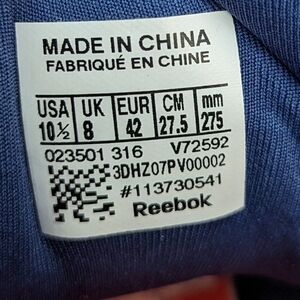 MADE IN CHINA
FABRIQUÉ EN CHINE
USA UK EUR CM mm
10½ 8 42 27.5 275
023501 316 V72592
3DHZ07PV00002
#113730541
Reebok